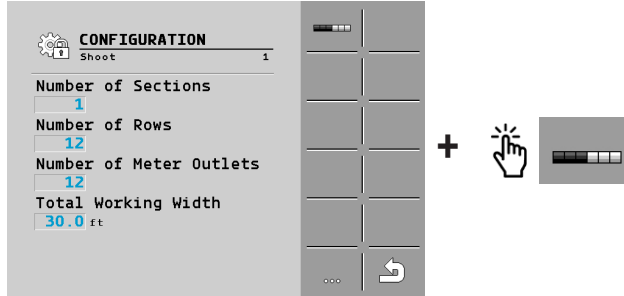 CONFIGURATION
Shoot 1
Number of Sections
1
Number of Rows
12
Number of Meter Outlets
12
Total Working Width
30.0 ft
...
+